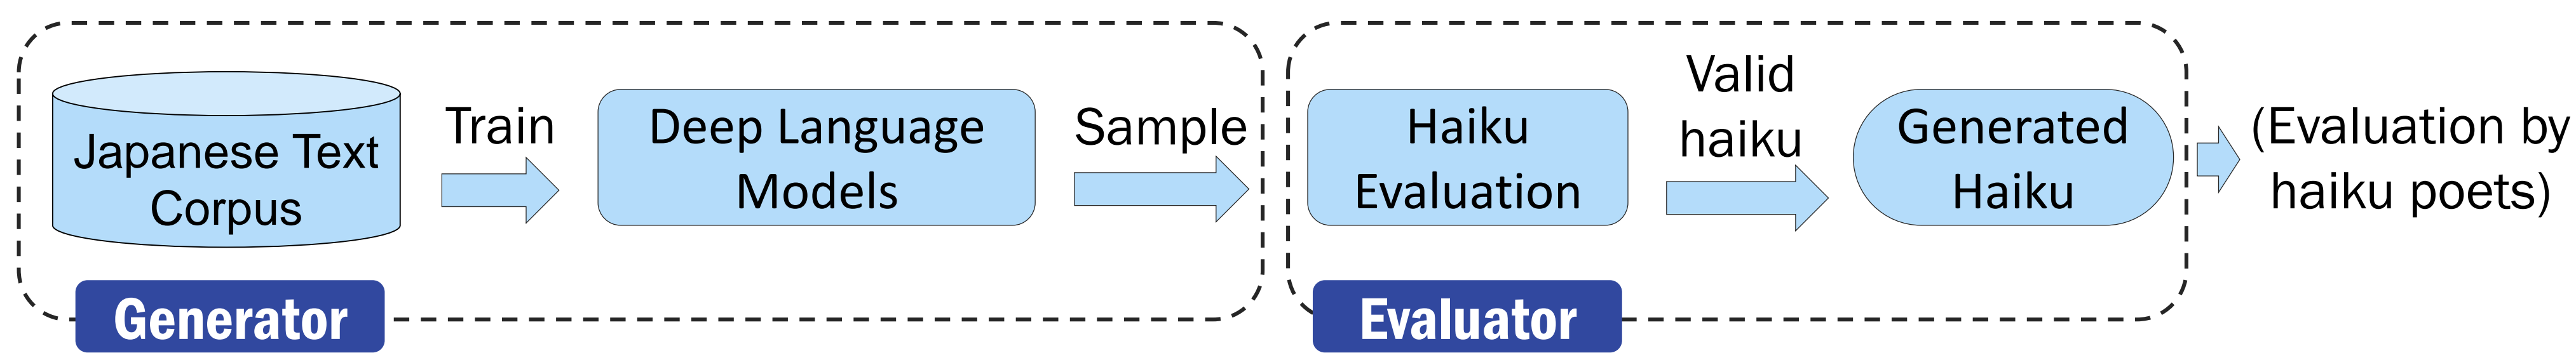 Japanese Text
Corpus
Train
Deep Language
Models
Sample
Generator
Haiku
Evaluation
Valid
haiku
Generated
Haiku
Evaluator
(Evaluation by
haiku poets)